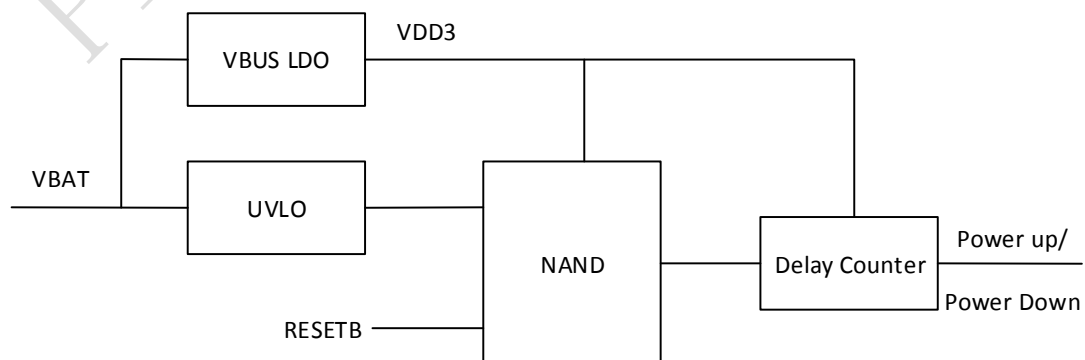 VDD3
VBUS LDO
VBAT
UVLO
NAND
Delay Counter
Power up/
Power Down
RESETB